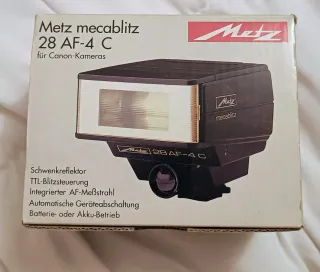 Metz mecablitz
28 AF-4 C
für Canon-Kameras
Metz
Metz
mecablitz
Metz 28 AF-4 C
Schwenkreflektor
TTL-Blitzsteuerung
Integrierter AF-Meßstrahl
Automatische Geräteabschaltung
Batterie- oder Akku-Betrieb